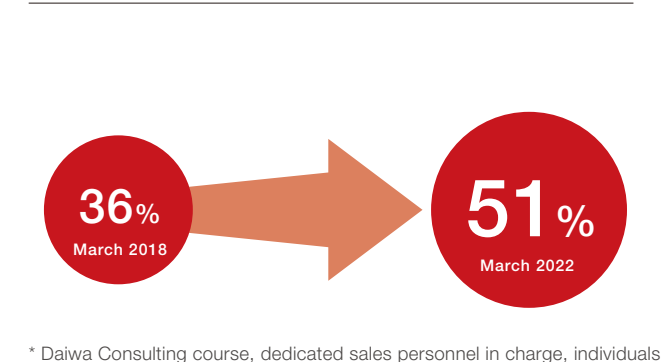 36%
March 2018
51%
March 2022
* Daiwa Consulting course, dedicated sales personnel in charge, individuals